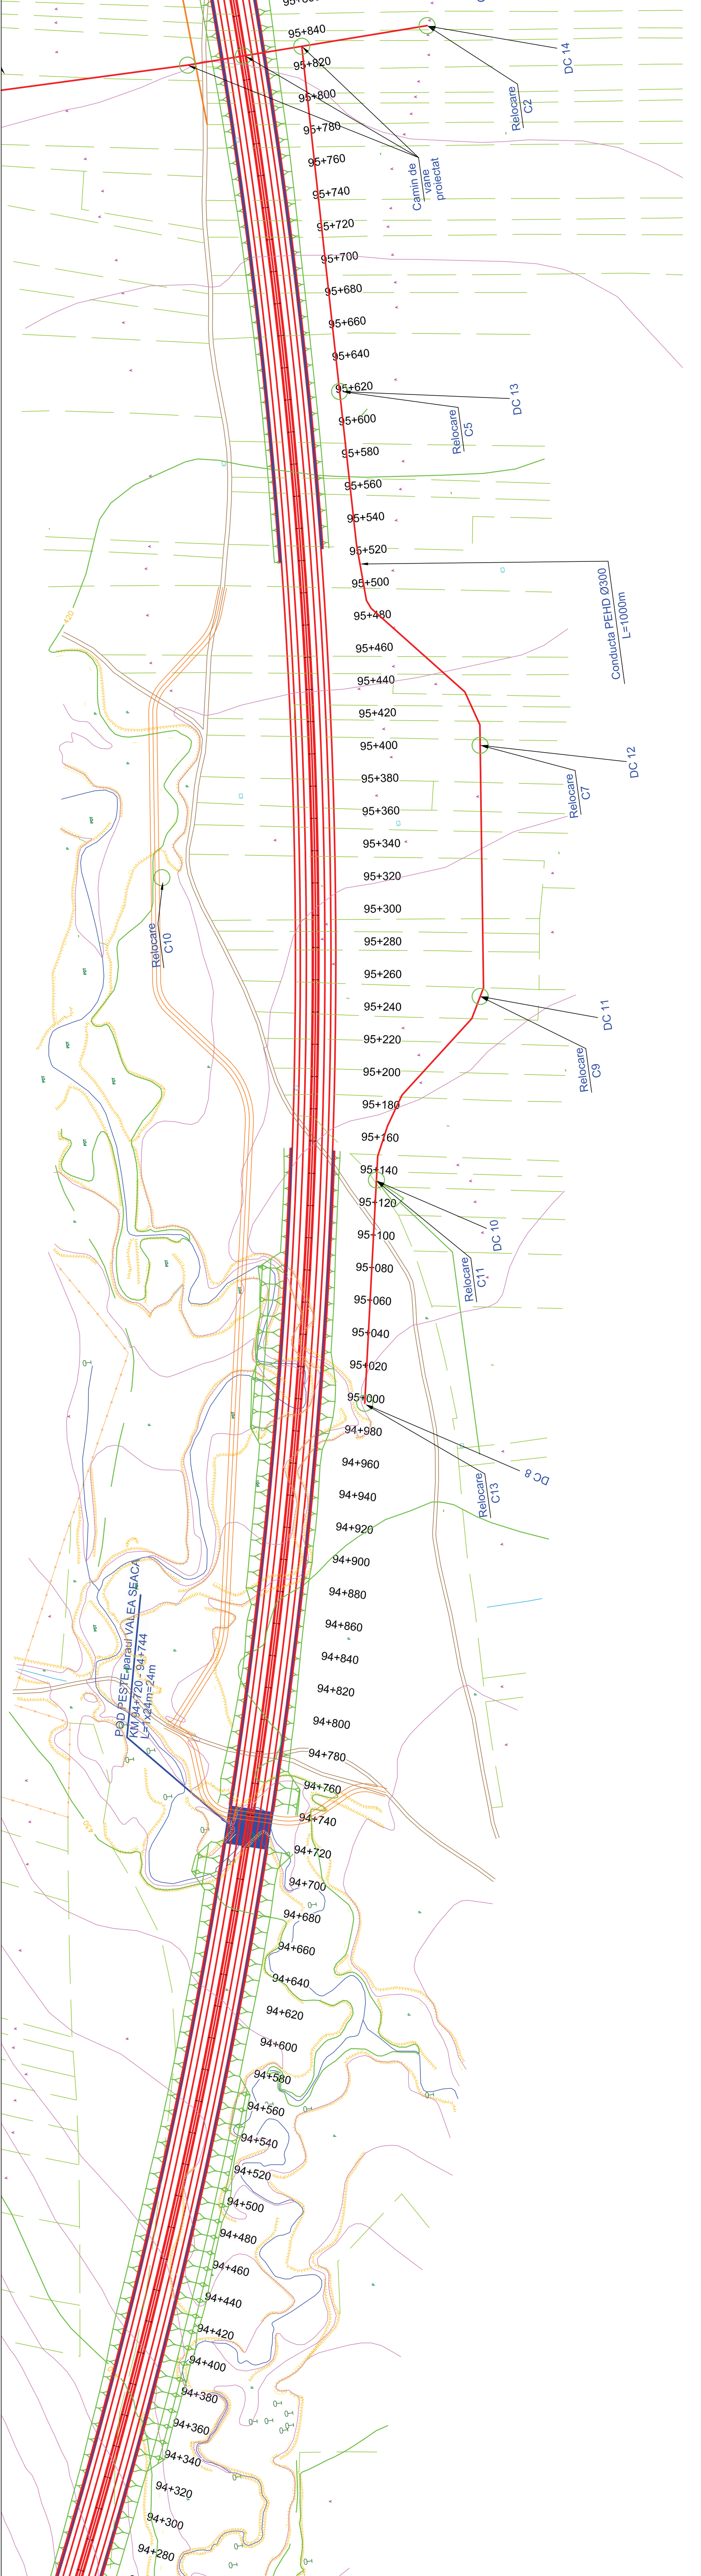 95+840
95+820
95+800
95+780
95+760
95+740
95+720
95+700
95+680
95+660
95+640
95+620
95+600
95+580
95+560
95+540
95+520
95+500
95+480
95+460
95+440
95+420
95+400
95+380
95+360
95+340
95+320
95+300
95+280
95+260
95+240
95+220
95+200
95+180
95+160
95+140
95+120
95+100
95+080
95+060
95+040
95+020
95+000
94+980
94+960
94+940
94+920
94+900
94+880
94+860
94+840
94+820
94+800
94+780
94+760
94+740
94+720
94+700
94+680
94+660
94+640
94+620
94+600
94+580
94+560
94+540
94+520
94+500
94+480
94+460
94+440
94+420
94+400
94+380
94+360
94+340
94+320
94+300
94+280
DC 14
Relocare
C2
Camin de
vane
proiectat
DC 13
Relocare
C5
Conducta PEHD Ø300
L=1000m
DC 12
Relocare
C7
Relocare
C10
DC 11
Relocare
C9
DC 10
Relocare
C11
DC 8
Relocare
C13
POD PESTE paraul VALEA SEACA
KM 94+720 - 94+744
L=1x24m=24m
420
430